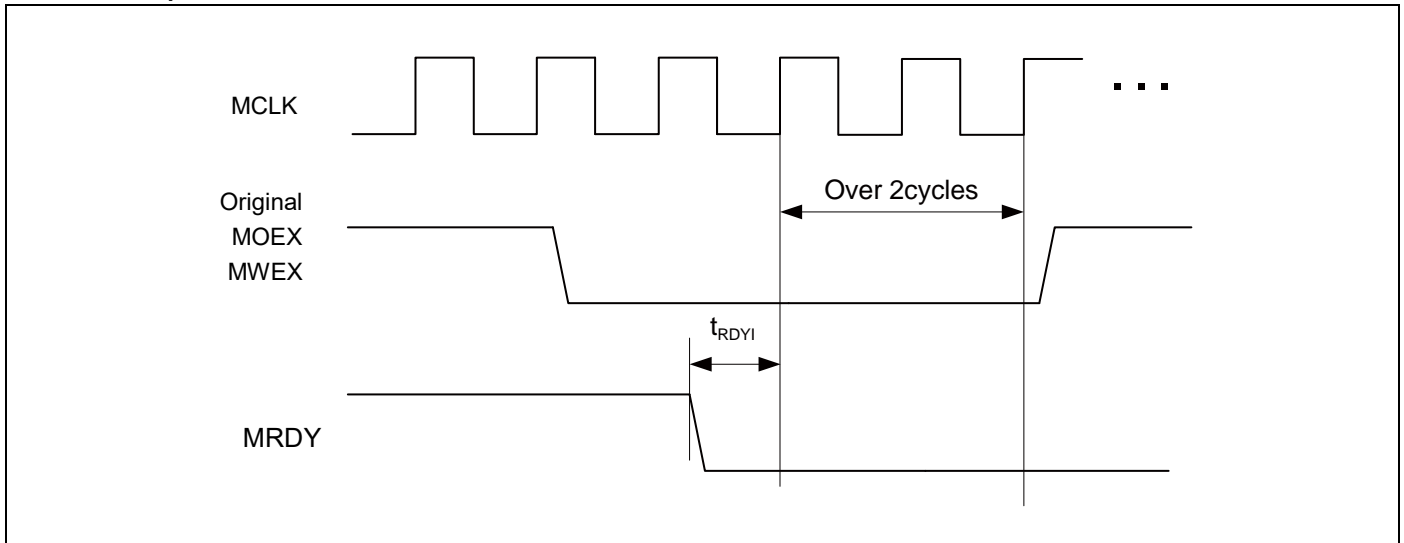 MCLK
Over 2cycles
Original
MOEX
MWEX
tRDYI
MRDY